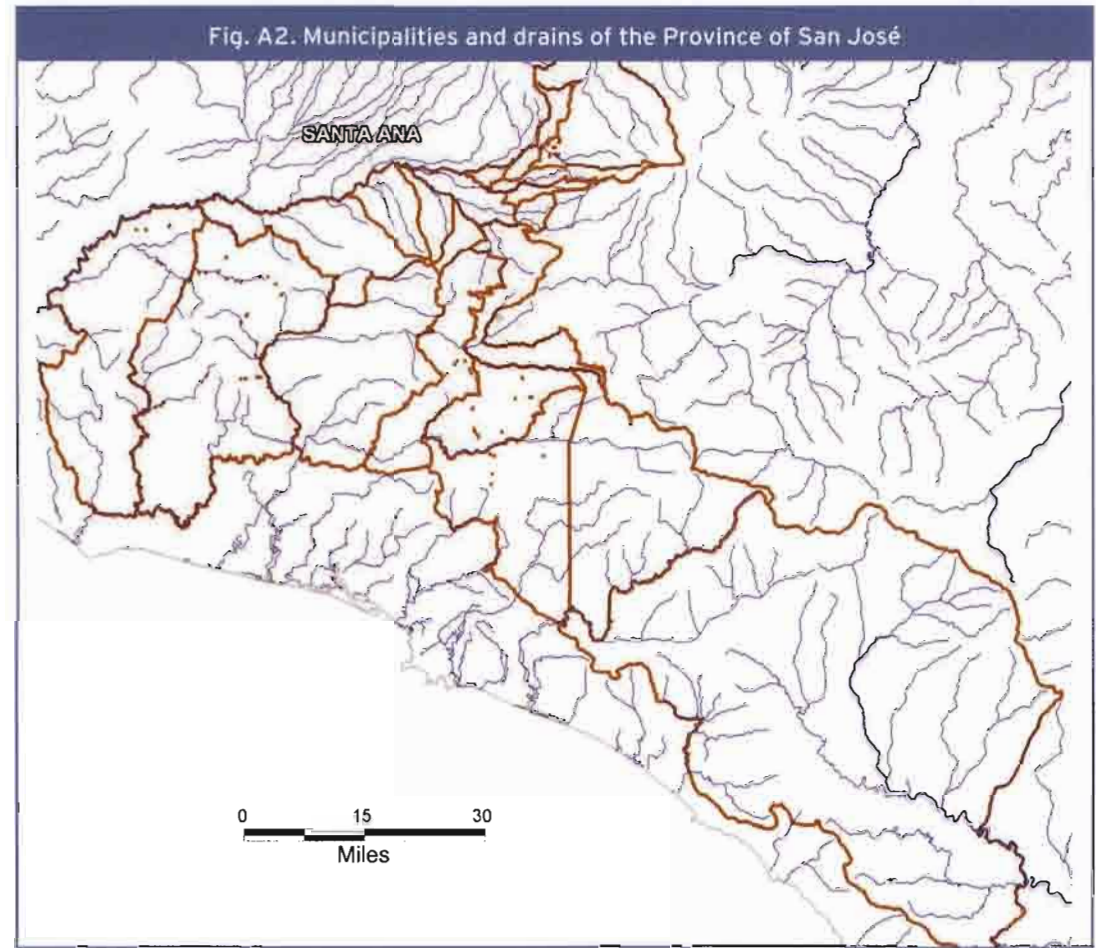 Fig. A2. Municipalities and drains of the Province of San José
SANTA ANA
0 15 30
Miles